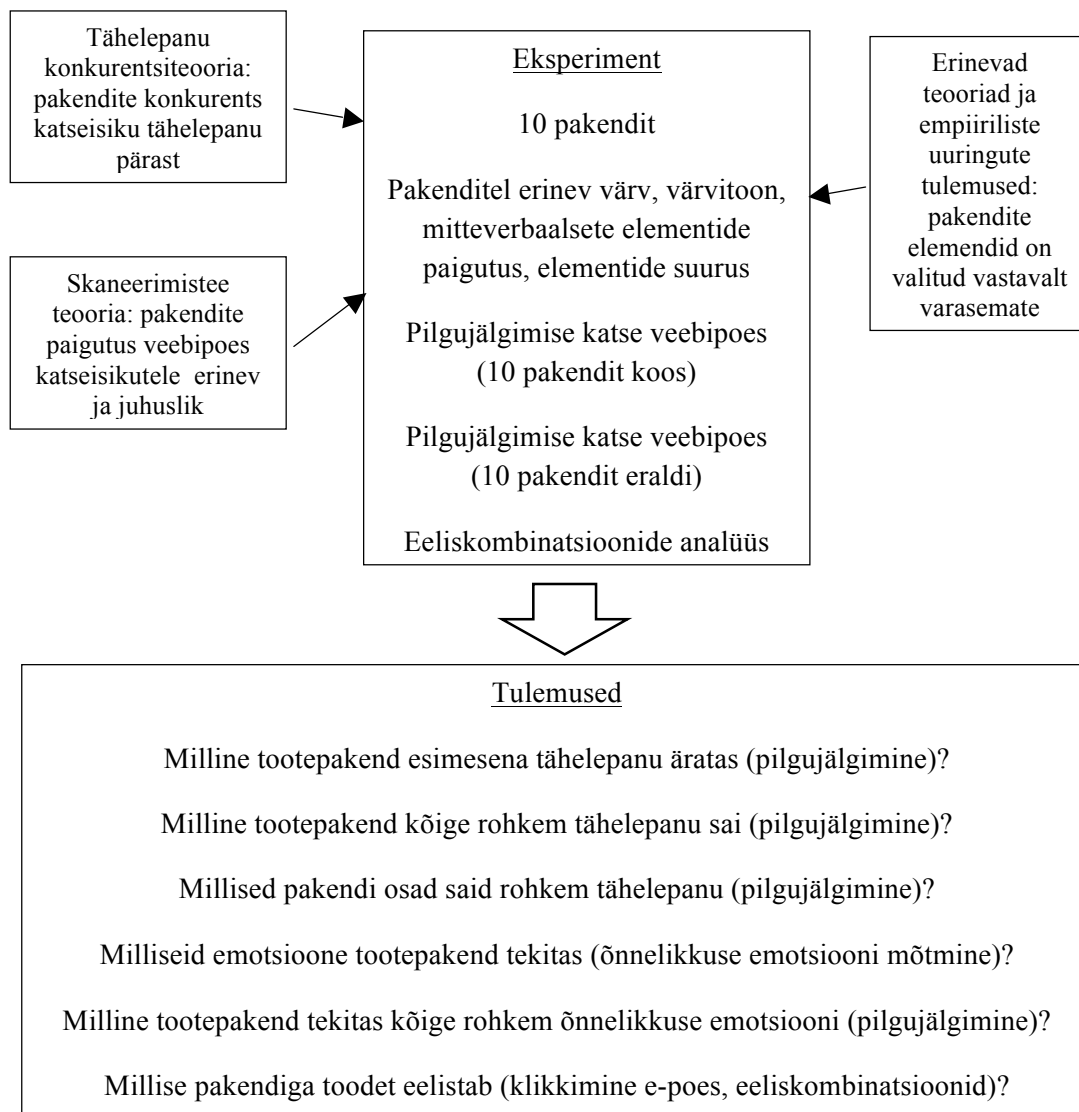 Tähelepanu
konkurentsiteooria:
pakendite konkurents
katseisiku tähelepanu
pärast
Skaneerimistee
teooria: pakendite
paigutus veebipoes
katseisikutele erinev
ja juhuslik
Eksperiment
10 pakendit
Pakenditel erinev värv, värvitoon,
mitteverbaalsete elementide
paigutus, elementide suurus
Pilgujälgimise katse veebipoes
(10 pakendit koos)
Pilgujälgimise katse veebipoes
(10 pakendit eraldi)
Eeliskombinatsioonide analüüs
Erinevad
teooriad ja
empiiriliste
uuringute
tulemused:
pakendite
elemendid on
valitud vastavalt
varasemate
Tulemused
Milline tootepakend esimesena tähelepanu äratas (pilgujälgimine)?
Milline tootepakend kõige rohkem tähelepanu sai (pilgujälgimine)?
Millised pakendi osad said rohkem tähelepanu (pilgujälgimine)?
Milliseid emotsioone tootepakend tekitas (õnnelikkuse emotsiooni mõtmine)?
Milline tootepakend tekitas kõige rohkem õnnelikkuse emotsiooni (pilgujälgimine)?
Millise pakendiga toodet eelistab (klikkimine e-poes, eeliskombinatsioonid)?